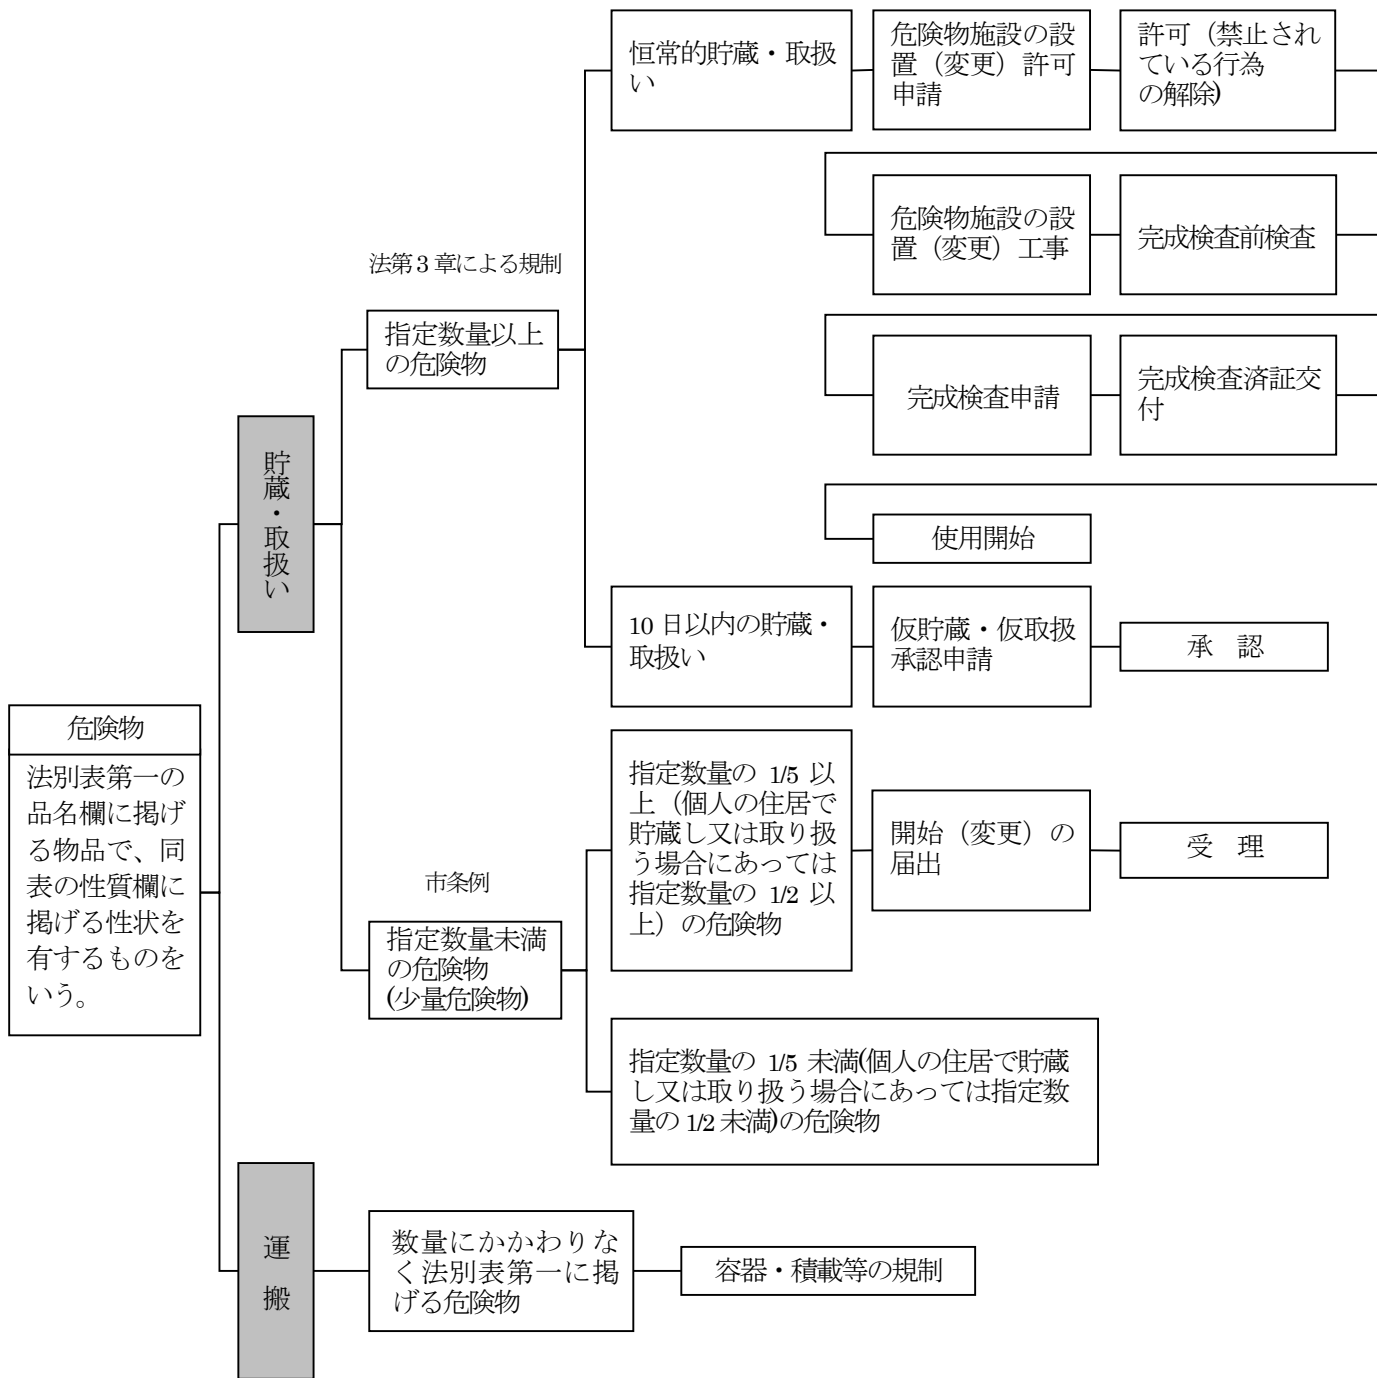 恒常的貯蔵・取扱
い
危険物施設の設
置（変更）許可
申請
許可（禁止され
ている行為
の解除)
危険物施設の設
置（変更）工事
完成検査前検査
法第3章による規制
指定数量以上
の危険物
完成検査申請
完成検査済証交
付
貯蔵・取扱い
使用開始
10 日以内の貯蔵・
取扱い
仮貯蔵・仮取扱
承認申請
承　認
危険物
法別表第一の
品名欄に掲げ
る物品で、同
表の性質欄に
掲げる性状を
有するものを
いう。
指定数量の 1/5 以
上（個人の住居で
貯蔵し又は取り扱
う場合にあっては
指定数量の 1/2 以
上）の危険物
開始（変更）の
届出
受　理
市条例
指定数量未満
の危険物
(少量危険物)
指定数量の 1/5 未満(個人の住居で貯蔵
し又は取り扱う場合にあっては指定数
量の 1/2 未満)の危険物
運　搬
数量にかかわりな
く法別表第一に掲
げる危険物
容器・積載等の規制